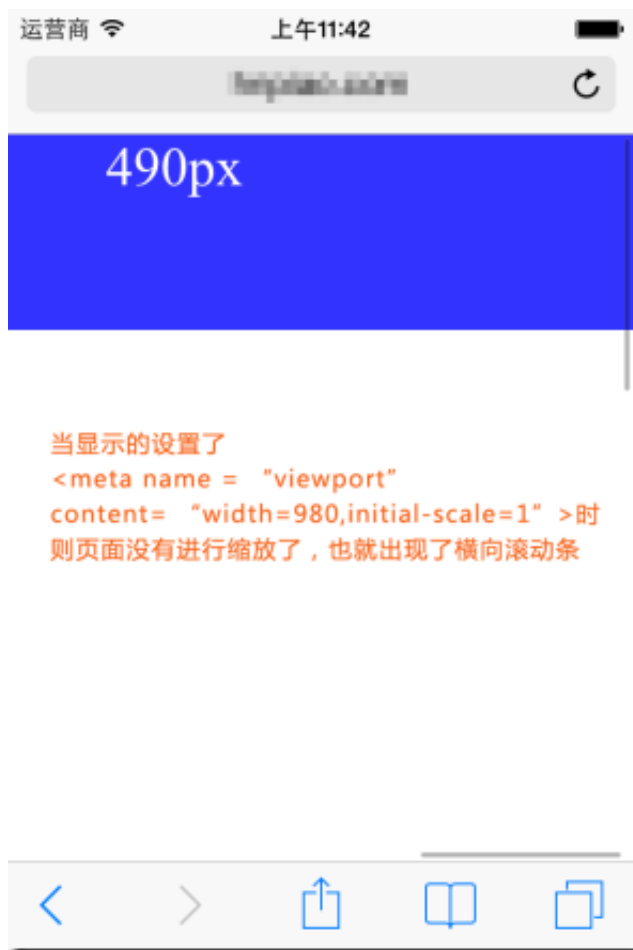 运营商
上午11:42
490px
当显示的设置了
<meta name = “viewport”
content= “width=980,initial-scale=1” >时
则页面没有进行缩放了，也就出现了横向滚动条